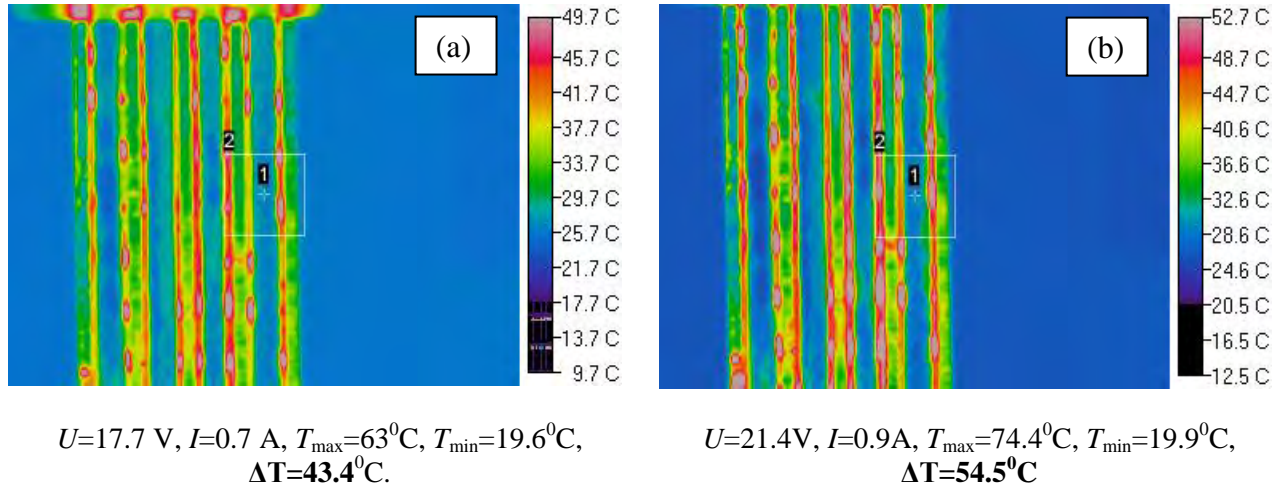 (a)
49.7 C
45.7 C
41.7 C
37.7 C
33.7 C
29.7 C
25.7 C
21.7 C
17.7 C
13.7 C
9.7 C
2
1
(b)
52.7 C
48.7 C
44.7 C
40.6 C
36.6 C
32.6 C
28.6 C
24.6 C
20.5 C
16.5 C
12.5 C
2
1
U=17.7 V, I=0.7 A, Tmax=63⁰C, Tmin=19.6⁰C,
ΔT=43.4⁰C.
U=21.4V, I=0.9A, Tmax=74.4⁰C, Tmin=19.9⁰C,
ΔT=54.5⁰C